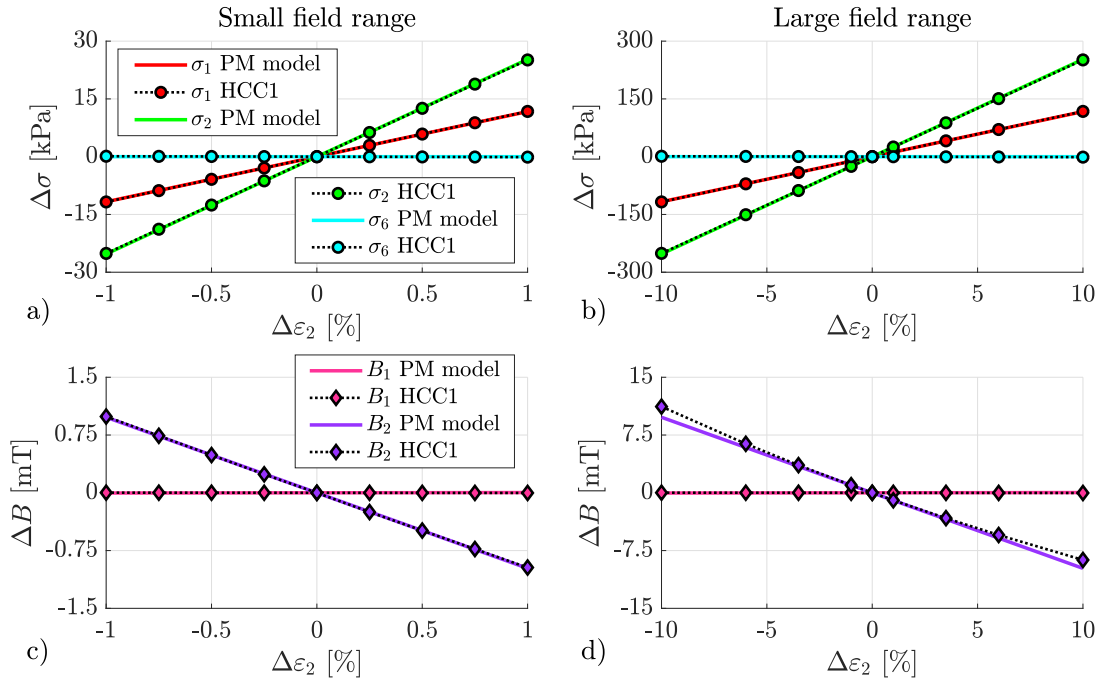 Small field range
Large field range
30
15
0
-15
-30
Δσ [kPa]
σ₁ PM model
σ₁ HCC1
σ₂ PM model
σ₂ HCC1
σ₆ PM model
σ₆ HCC1
-1 -0.5 0 0.5 1
a)
Δε₂ [%]
300
150
0
-150
-300
Δσ [kPa]
-10 -5 0 5 10
b)
Δε₂ [%]
1.5
0.75
0
-0.75
-1.5
ΔB [mT]
B₁ PM model
B₁ HCC1
B₂ PM model
B₂ HCC1
-1 -0.5 0 0.5 1
c)
Δε₂ [%]
15
7.5
0
-7.5
-15
ΔB [mT]
-10 -5 0 5 10
d)
Δε₂ [%]